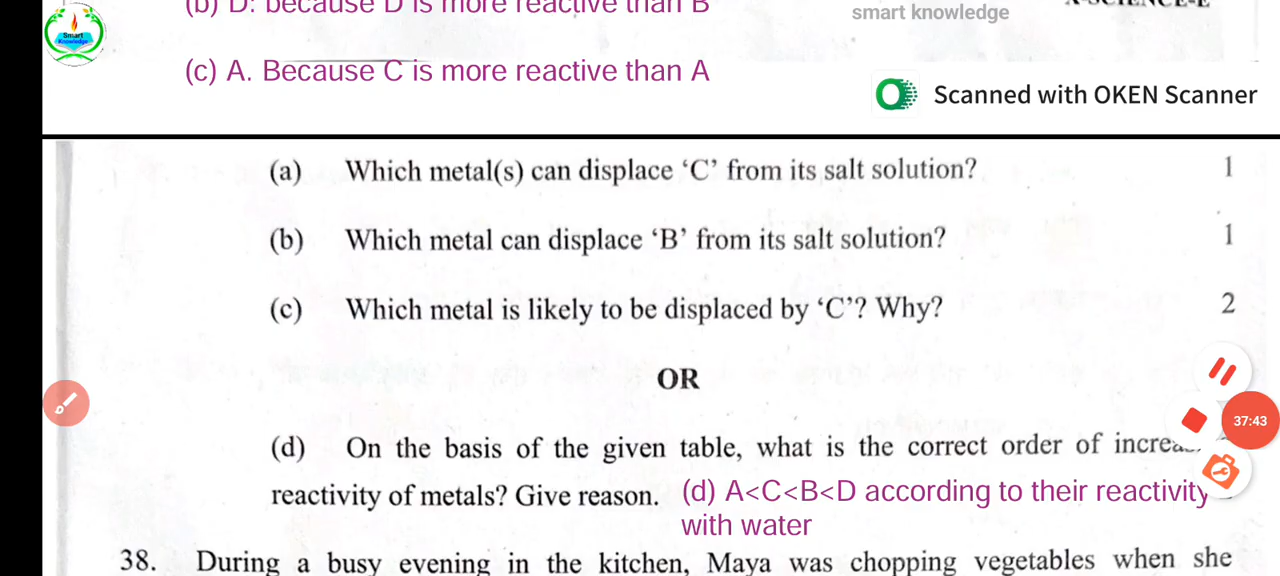 (b) D: because D is more reactive than B
smart knowledge
Smart
Knowledge
(c) A. Because C is more reactive than A
Scanned with OKEN Scanner
(a) Which metal(s) can displace ‘C’ from its salt solution? 1
(b) Which metal can displace ‘B’ from its salt solution? 1
(c) Which metal is likely to be displaced by ‘C’? Why? 2
OR
37:43
(d) On the basis of the given table, what is the correct order of
reactivity of metals? Give reason. (d) A<C<B<D according to their reactivity
with water
38. During a busy evening in the kitchen, Maya was chopping vegetables when she